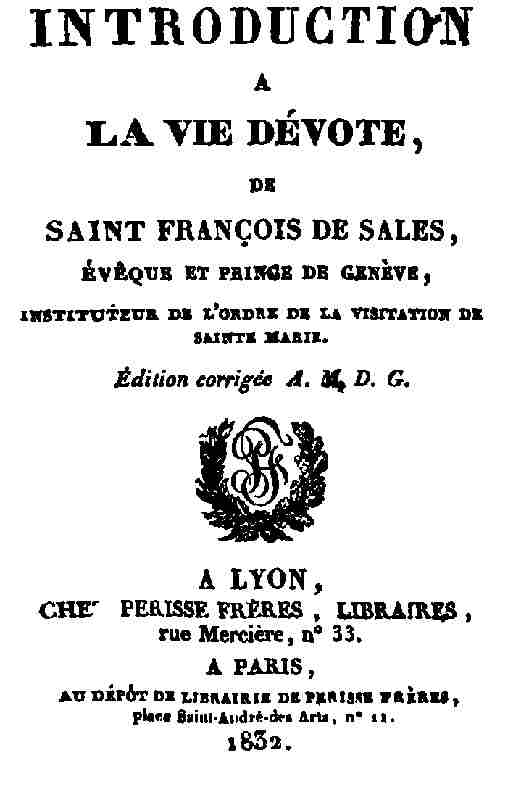 INTRODUCTION
A
LA VIE DÉVOTE,
DE
SAINT FRANÇOIS DE SALES,
ÉVÊQUE ET PRINCE DE GENÈVE,
INSTITUTEUR DE L'ORDRE DE LA VISITATION DE
SAINTE MARIE.
Édition corrigée A. M. D. G.
A LYON,
CHE PERISSE FRÈRES, LIBRAIRES,
rue Mercière, n° 33.
A PARIS,
AU DÉPÔT DE LIBRAIRIE DE PERISSE FRÈRES,
place Saint-André-des Arts, n° 11.
1832.